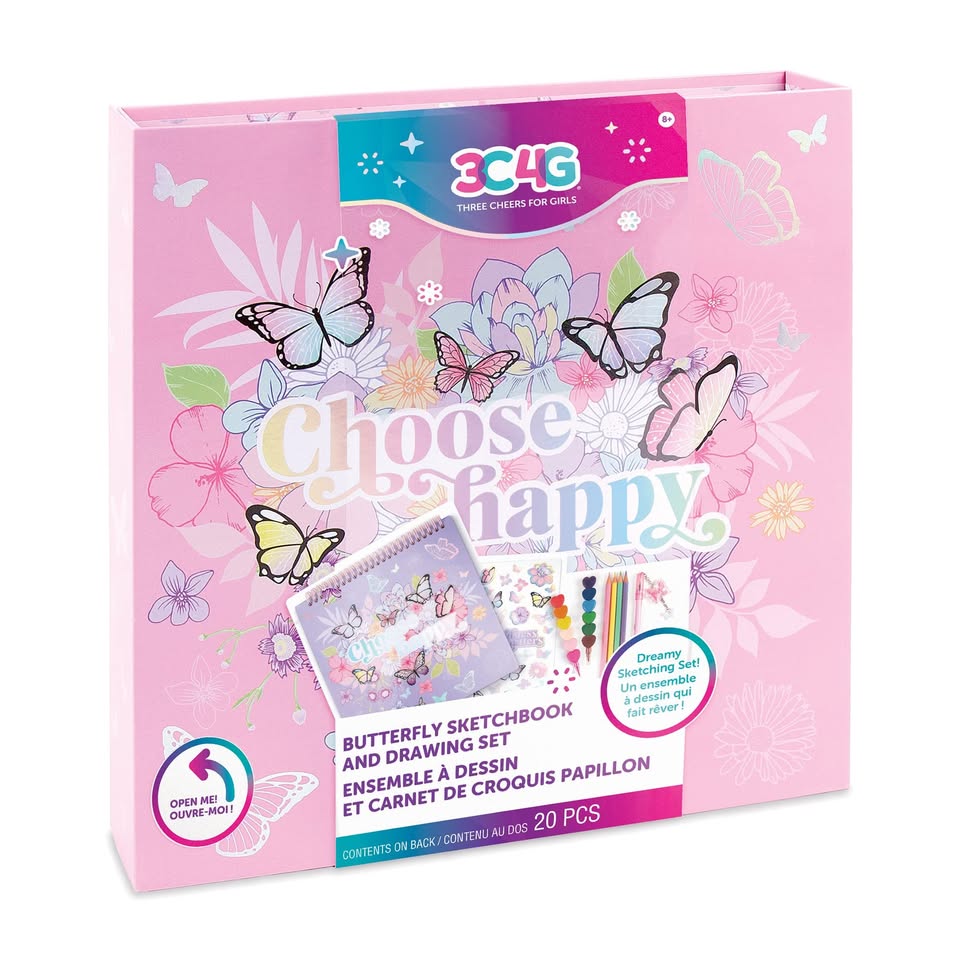 8+
3C4G
THREE CHEERS FOR GIRLS
Choose
happy
Dreamy
Sketching Set!
Un ensemble
à dessin qui
fait rêver !
BUTTERFLY SKETCHBOOK
AND DRAWING SET
ENSEMBLE À DESSIN
ET CARNET DE CROQUIS PAPILLON
OPEN ME!
OUVRE-MOI !
CONTENTS ON BACK / CONTENU AU DOS 20 PCS